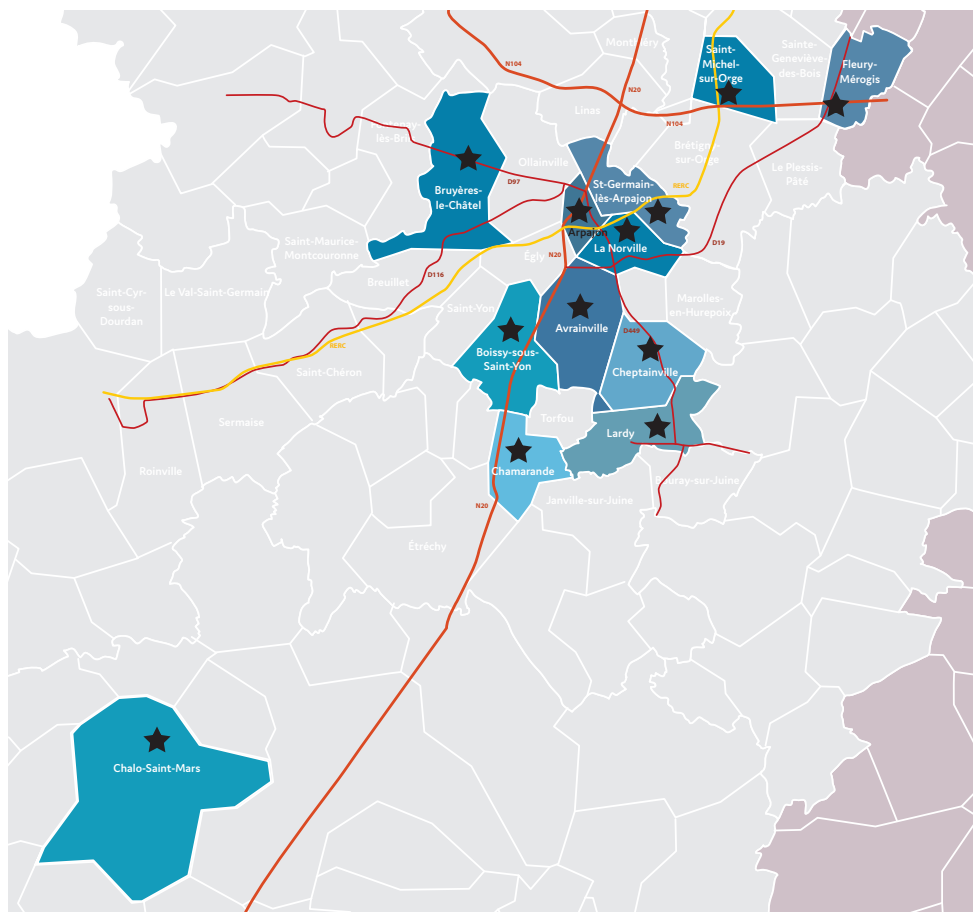 Montlhéry
Saint-
Michel-
sur-Orge
Sainte-
Geneviève-
des-Bois
Fleury-
Mérogis
N104
N20
Linas
N104
Fontenay-
lès-Briis
Ollainville
Brétigny-
sur-Orge
Le Plessis-
Pâté
Bruyères-
le-Châtel
D97
St-Germain-
lès-Arpajon
RERC
Arpajon
La Norville
D19
Saint-Maurice-
Montcouronne
Égly
N20
D116
Breuillet
Saint-Cyr-
sous-
Dourdan
Le Val-Saint-Germain
Saint-Yon
Avrainville
Marolles-
en-Hurepoix
D449
RERC
Boissy-sous-
Saint-Yon
Saint-Chéron
Cheptainville
Sermaise
Torfou
Lardy
Roinville
Chamarande
Bouray-sur-Juine
Janville-sur-Juine
N20
Étréchy
Chalo-Saint-Mars